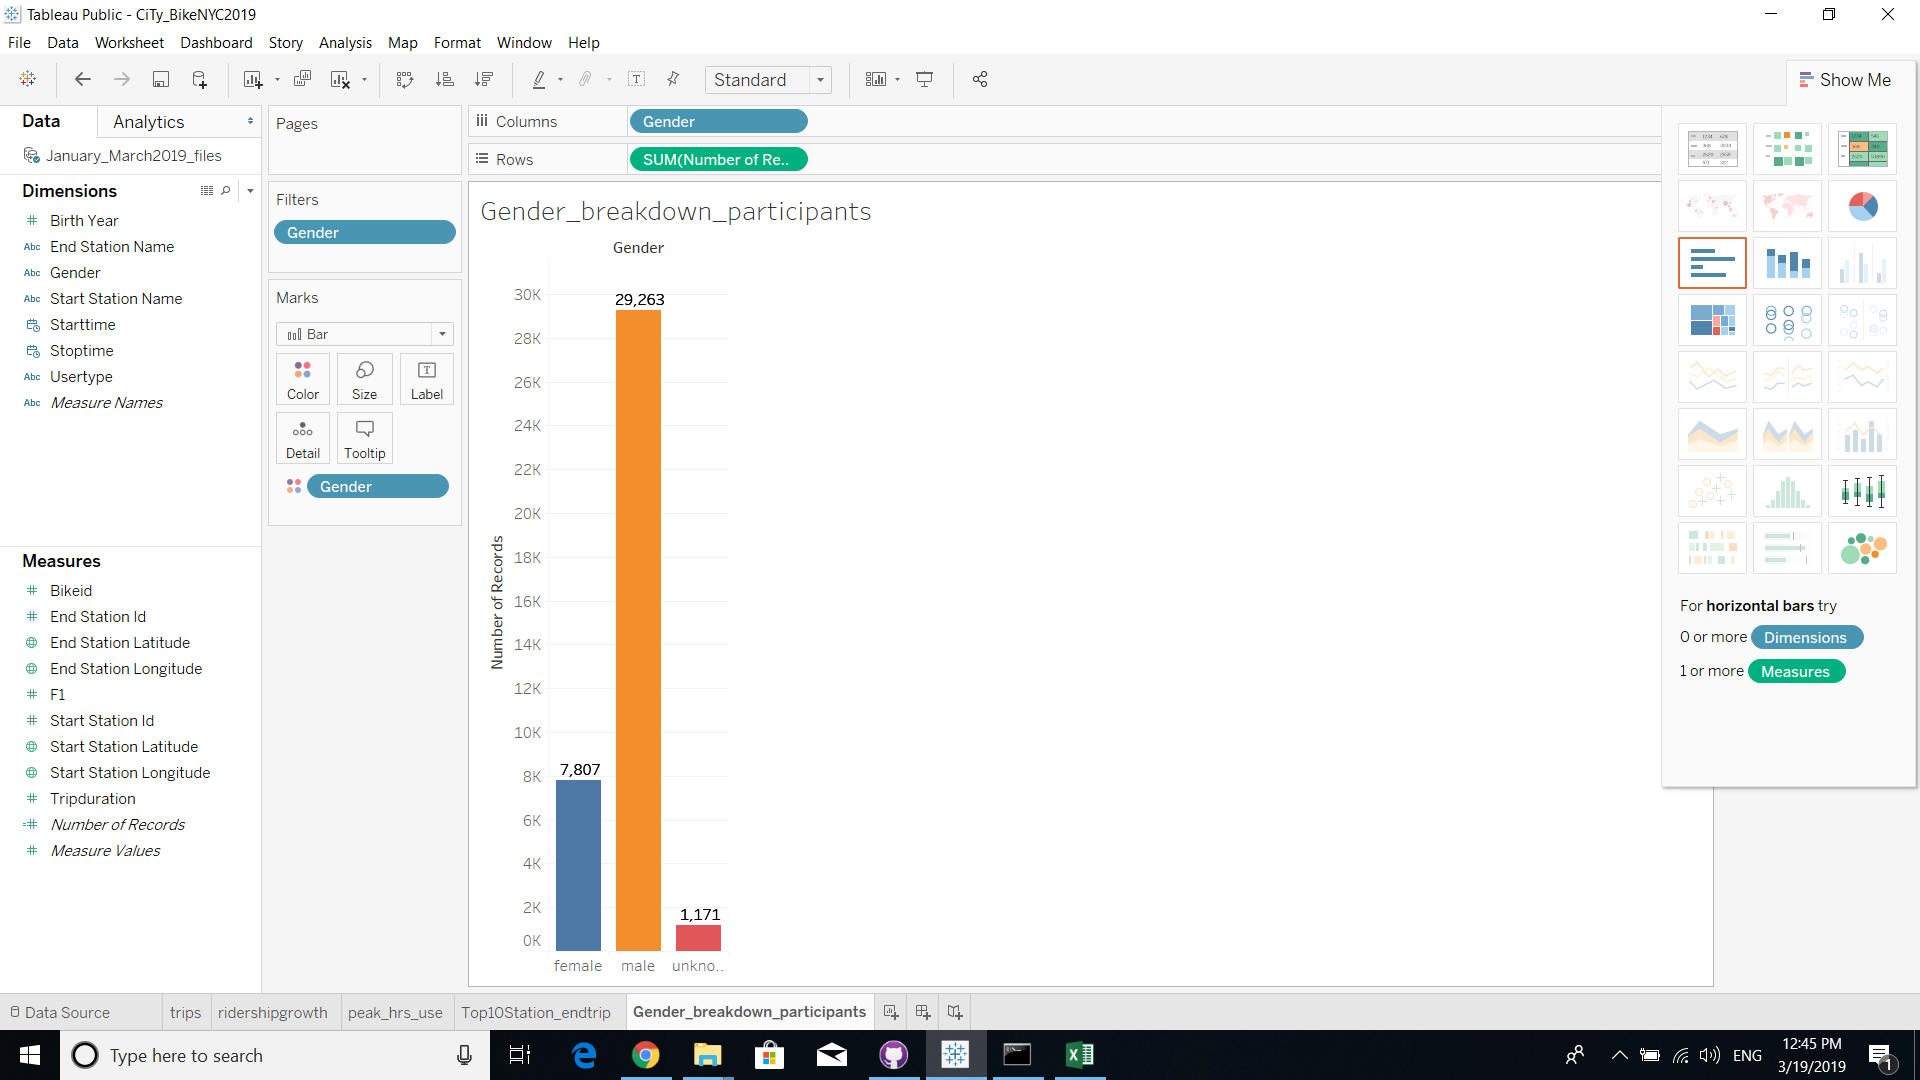 Tableau Public - CiTy_BikeNYC2019
File Data Worksheet Dashboard Story Analysis Map Format Window Help
Standard
Show Me
Data Analytics
January_March2019_files
Dimensions
Birth Year
Abc End Station Name
Abc Gender
Abc Start Station Name
Starttime
Stoptime
Abc Usertype
Abc Measure Names
Measures
Bikeid
End Station Id
End Station Latitude
End Station Longitude
F1
Start Station Id
Start Station Latitude
Start Station Longitude
Tripduration
Number of Records
Measure Values
Pages
Filters
Gender
Marks
Bar
Color Size Label
Detail Tooltip
Gender
Columns Gender
Rows SUM(Number of Re..
Gender_breakdown_participants
Gender
Number of Records
30K
28K
26K
24K
22K
20K
18K
16K
14K
12K
10K
8K
6K
4K
2K
0K
7,807
29,263
1,171
female male unkno..
For horizontal bars try
0 or more Dimensions
1 or more Measures
Data Source trips ridershipgrowth peak_hrs_use Top10Station_endtrip Gender_breakdown_participants
Type here to search
ENG
12:45 PM
3/19/2019
1